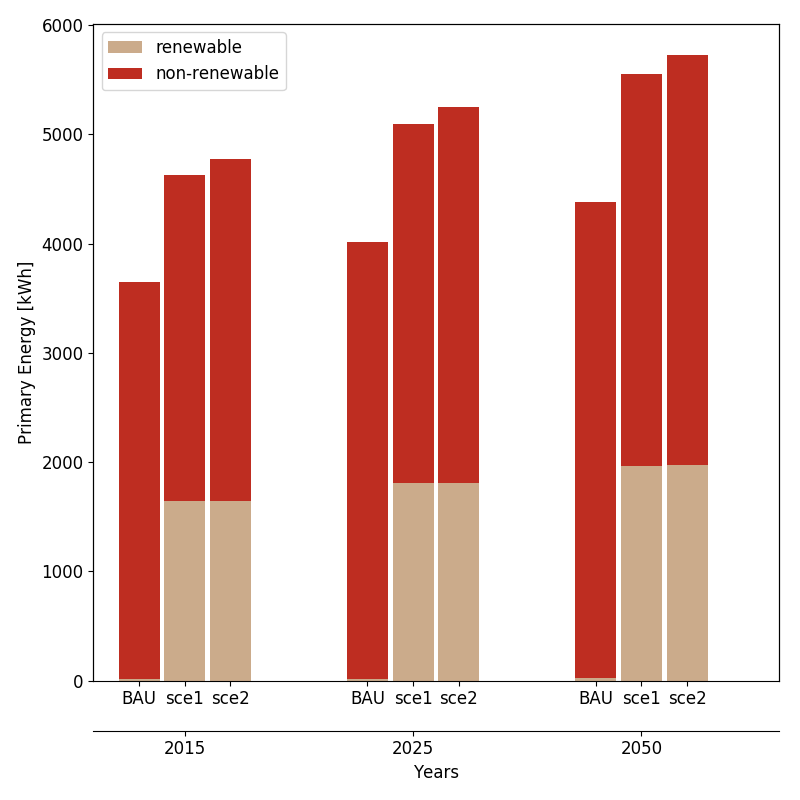 6000
renewable
non-renewable
5000
4000
3000
2000
1000
0
Primary Energy [kWh]
BAU sce1 sce2 BAU sce1 sce2 BAU sce1 sce2
2015 2025 2050
Years